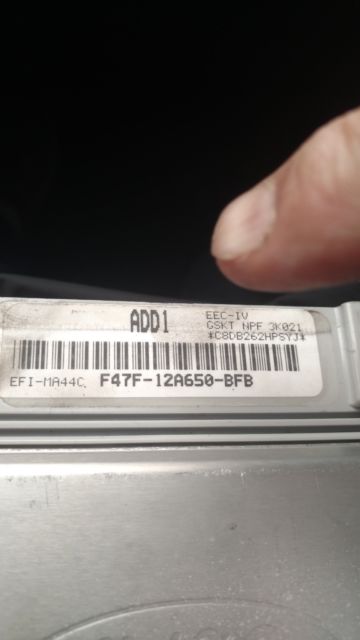 ADD1
EEC-IV
GSKT NPF 3K021
*C8DB262HPSYJ*
EFI-MA44C F47F-12A650-BFB